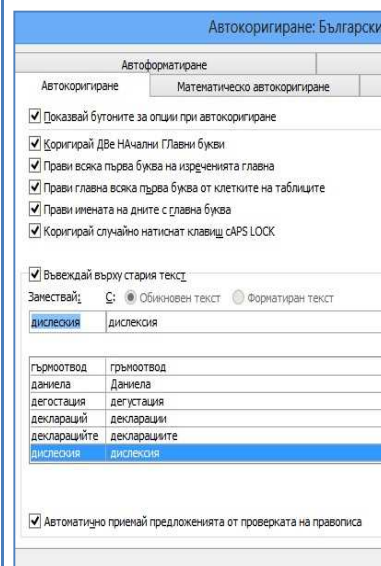 Автокоригиране: Български
Автоформатиране
Автокоригиране Математическо автокоригиране
Показвай бутоните за опции при автокоригиране
Коригирай ДВе НАчални ГЛавни букви
Прави всяка първа буква на изреченията главна
Прави главна всяка първа буква от клетките на таблиците
Прави имената на дните с главна буква
Коригирай случайно натиснат клавиш cAPS LOCK
Въвеждай върху стария текст
Замествай: С: Обикновен текст Форматиран текст
дислеския дислексия
гърмоотвод гръмоотвод
даниела Даниела
дегостация дегустация
деклараций декларации
декларацийте декларациите
дислеския дислексия
Автоматично приемай предложенията от проверката на правописа